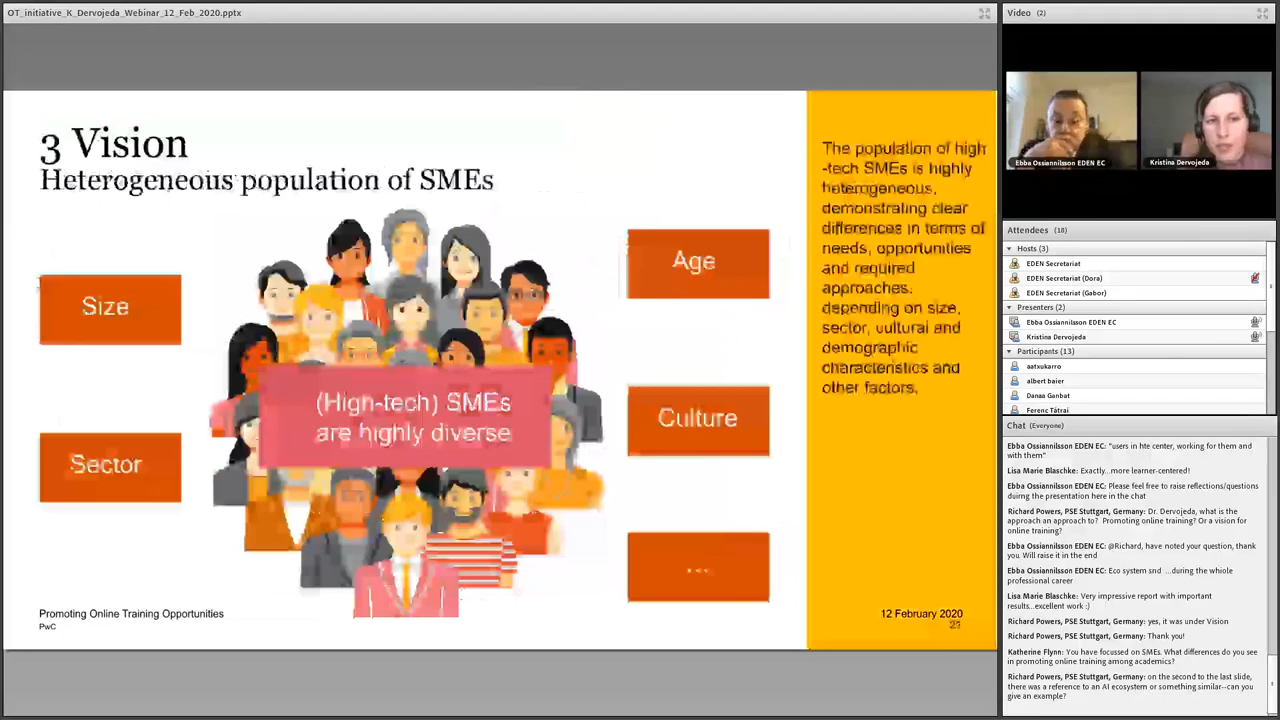 OT_initiative_K_Dervojeda_Webinar_12_Feb_2020.pptx
3 Vision
Heterogeneous population of SMEs
Size
Sector
(High-tech) SMEs
are highly diverse
Age
Culture
...
The population of high
-tech SMEs is highly
heterogeneous,
demonstrating clear
differences in terms of
needs, opportunities
and required
approaches.
depending on size,
sector, cultural and
demographic
characteristics and
other factors.
Promoting Online Training Opportunities
PwC
12 February 2020
Video (2)
Ebba Ossiannilsson EDEN EC
Kristina Dervojeda
Attendees (18)
Hosts (3)
EDEN Secretariat
EDEN Secretariat (Dora)
EDEN Secretariat (Gabor)
Presenters (2)
Ebba Ossiannilsson EDEN EC
Kristina Dervojeda
Participants (13)
aatxukarro
albert baier
Danaa Ganbat
Ferenc Tátrai
Chat (Everyone)
Ebba Ossiannilsson EDEN EC: "users in hte center, working for them and
with them"
Lisa Marie Blaschke: Exactly...more learner-centered!
Ebba Ossiannilsson EDEN EC: Please feel free to raise reflections/questions
duirng the presentation here in the chat
Richard Powers, PSE Stuttgart, Germany: Dr. Dervojeda, what is the
approach an approach to? Promoting online training? Or a vision for
online training?
Ebba Ossiannilsson EDEN EC: @Richard, have noted your question, thank
you. Will raise it in the end
Ebba Ossiannilsson EDEN EC: Eco system snd ...during the whiole
professional career
Lisa Marie Blaschke: Very impressive report with important
results...excellent work :)
Richard Powers, PSE Stuttgart, Germany: yes, it was under Vision
Richard Powers, PSE Stuttgart, Germany: Thank you!
Katherine Flynn: You have focussed on SMEs. What differences do you see
in promoting online training among academics?
Richard Powers, PSE Stuttgart, Germany: on the second to the last slide,
there was a reference to an AI ecosystem or something similar--can you
give an example?